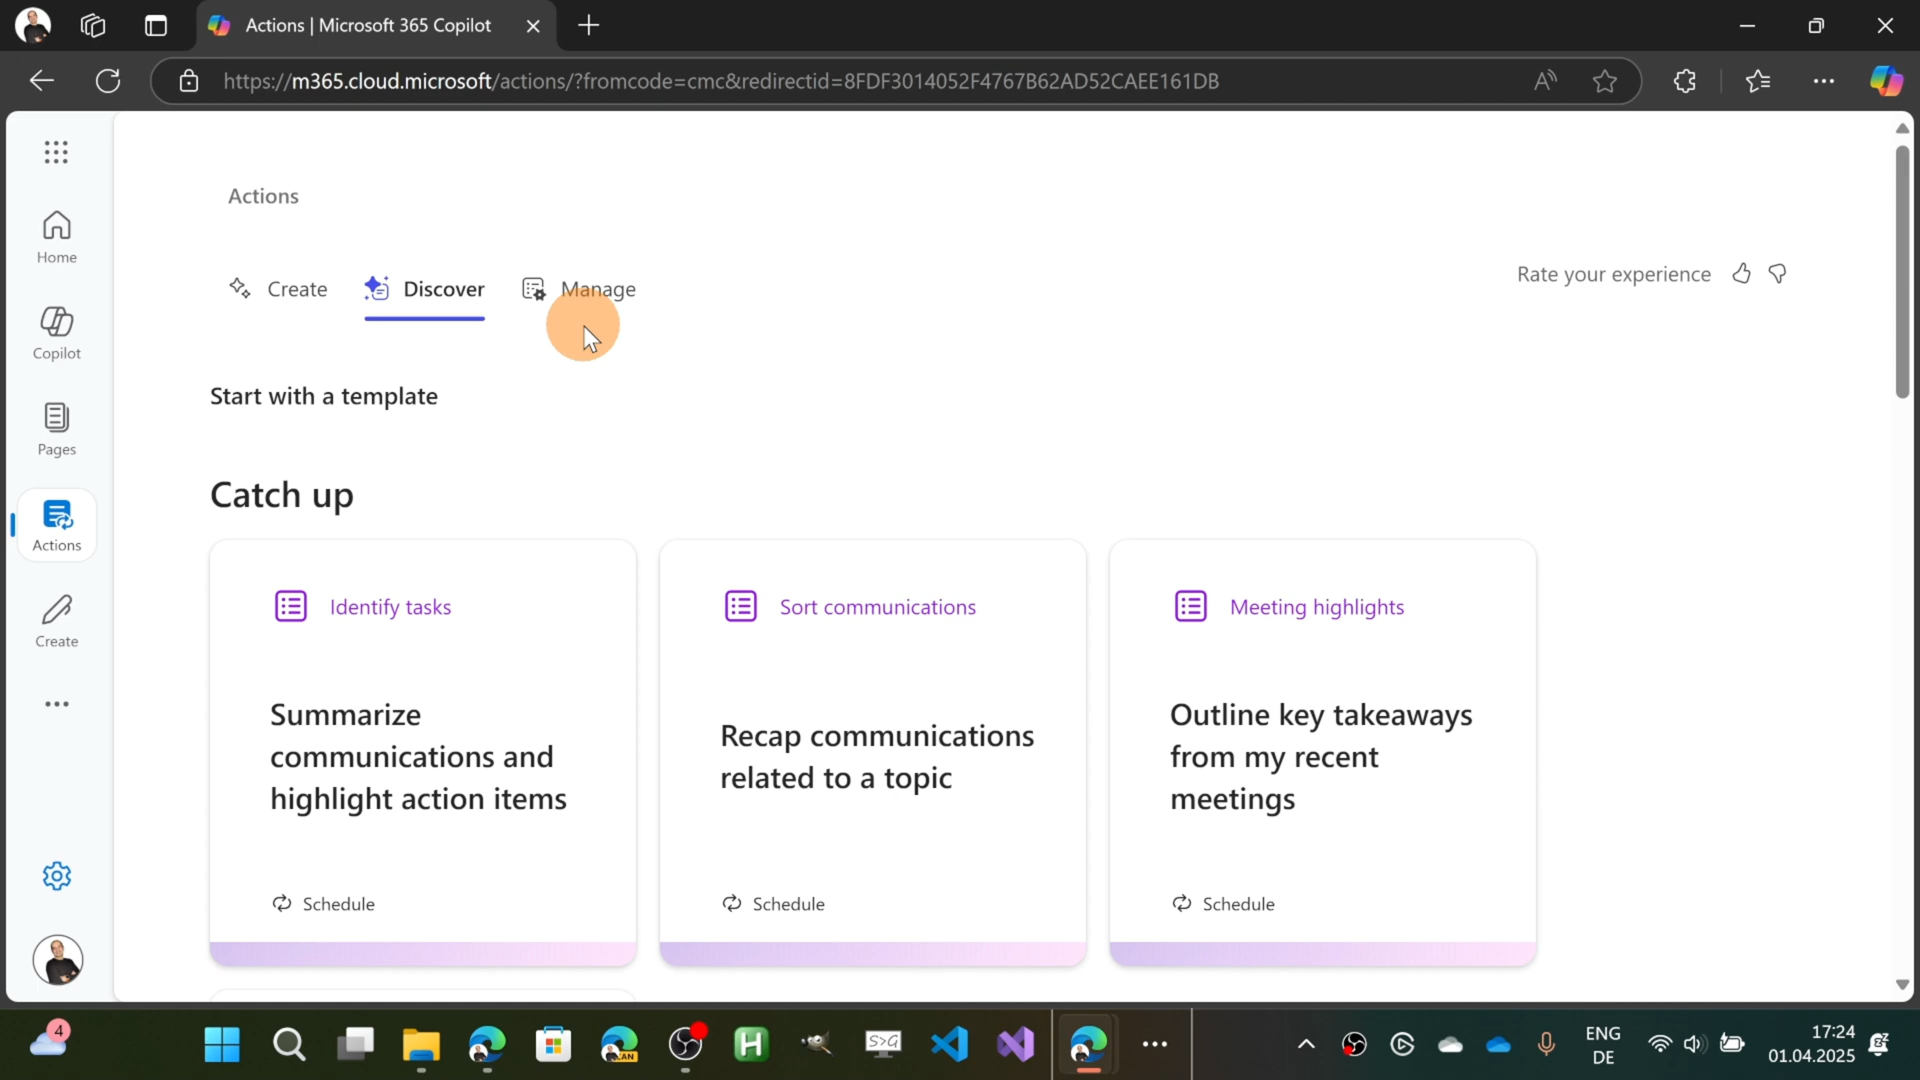 Actions | Microsoft 365 Copilot
https://m365.cloud.microsoft/actions/?fromcode=cmc&redirectid=8FDF3014052F4767B62AD52CAEE161DB
Home
Copilot
Pages
Actions
Create
Actions
Create
Discover
Manage
Rate your experience
Start with a template
Catch up
Identify tasks
Summarize
communications and
highlight action items
Schedule
Sort communications
Recap communications
related to a topic
Schedule
Meeting highlights
Outline key takeaways
from my recent
meetings
Schedule
4
CAN
H
S>G
ENG
DE
17:24
01.04.2025